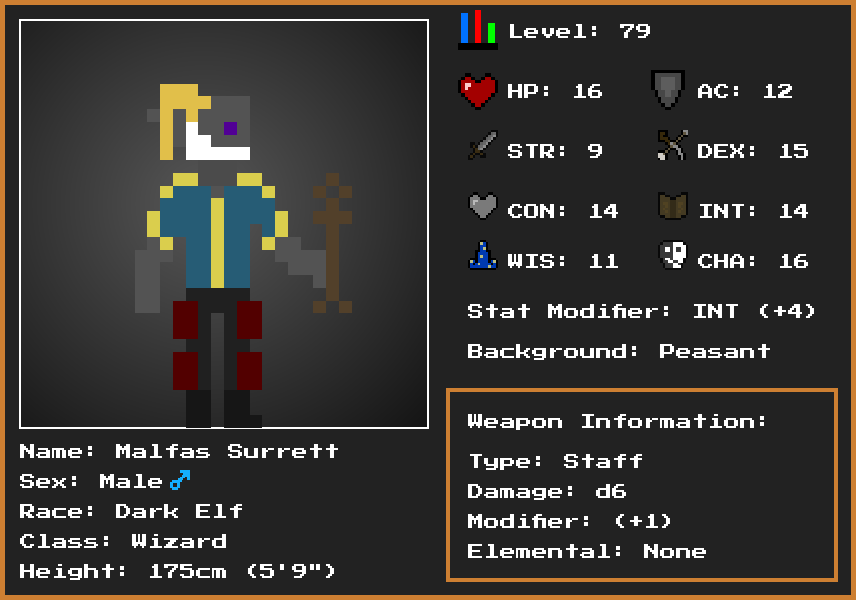 Level: 79
HP: 16 AC: 12
STR: 9 DEX: 15
CON: 14 INT: 14
WIS: 11 CHA: 16
Stat Modifier: INT (+4)
Background: Peasant
Weapon Information:
Type: Staff
Damage: d6
Modifier: (+1)
Elemental: None
Name: Malfas Surrett
Sex: Male♂
Race: Dark Elf
Class: Wizard
Height: 175cm (5'9")